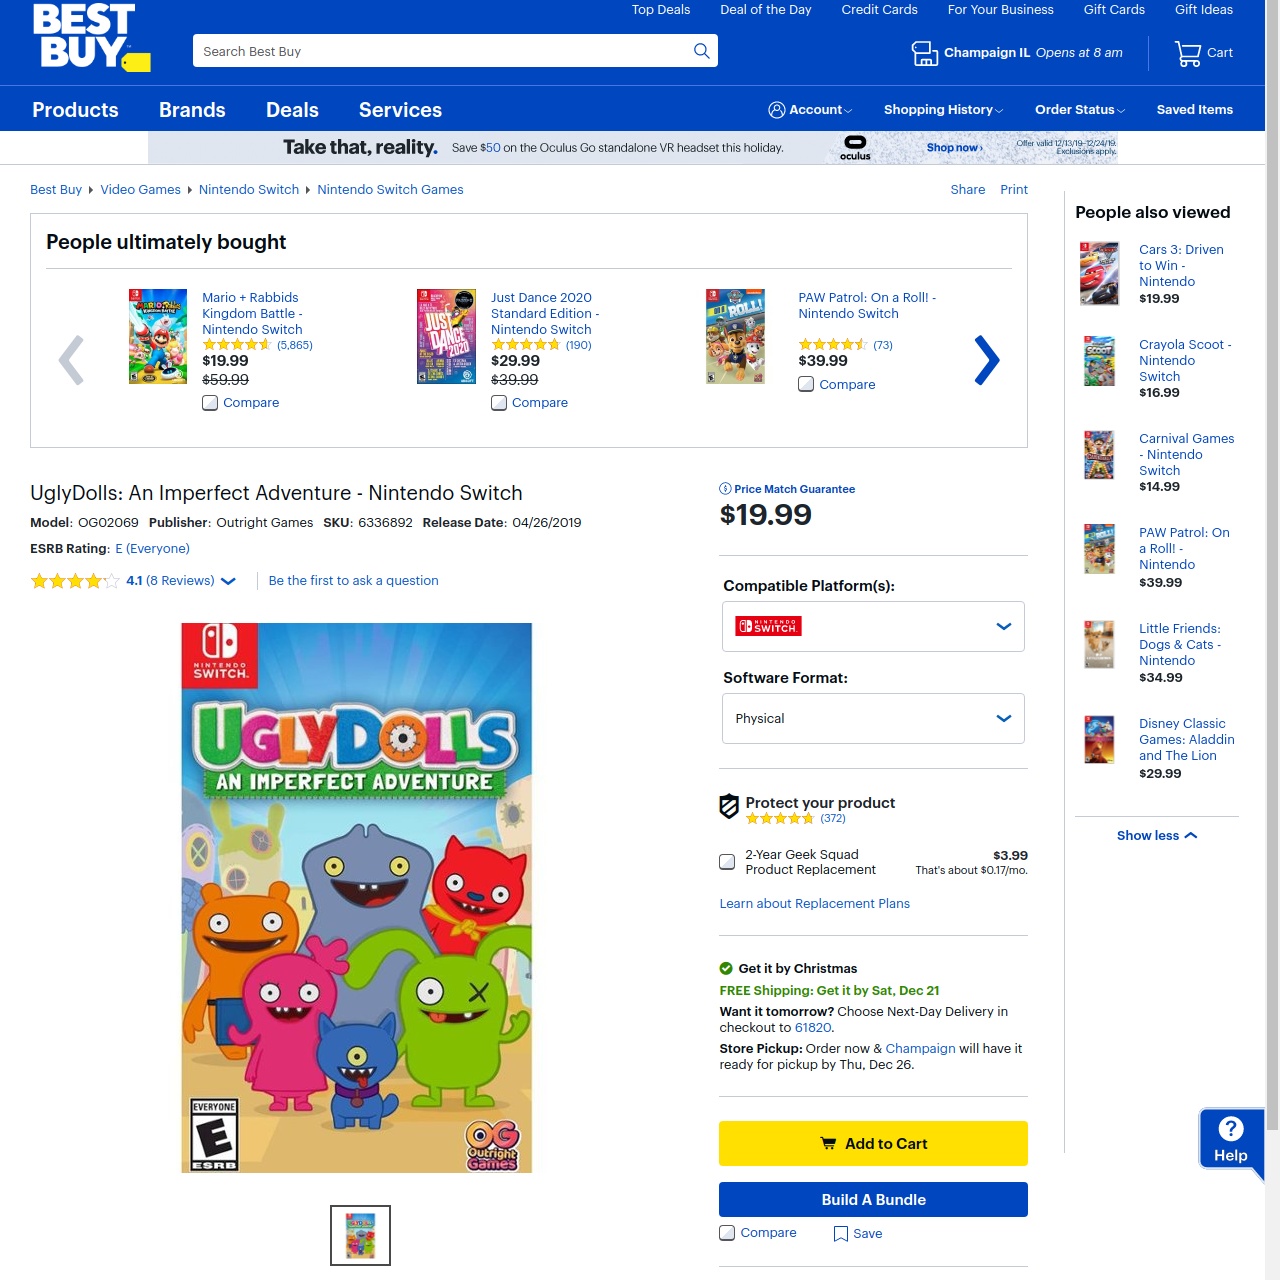 BEST
BUY
Top Deals
Deal of the Day
Credit Cards
For Your Business
Gift Cards
Gift Ideas
Search Best Buy
Champaign IL Opens at 8 am
Cart
Products
Brands
Deals
Services
Account
Shopping History
Order Status
Saved Items
Take that, reality.
Save $50 on the Oculus Go standalone VR headset this holiday.
oculus
Shop now ›
Offer valid 12/13/19-12/24/19.
Exclusions apply.
Best Buy
Video Games
Nintendo Switch
Nintendo Switch Games
Share
Print
People ultimately bought
Mario + Rabbids
Kingdom Battle -
Nintendo Switch
(5,865)
$19.99
$59.99
Compare
JUST
DANCE
2020
Just Dance 2020
Standard Edition -
Nintendo Switch
(190)
$29.99
$39.99
Compare
ROLL!
PAW Patrol: On a Roll! -
Nintendo Switch
(73)
$39.99
Compare
UglyDolls: An Imperfect Adventure - Nintendo Switch
Model: OG02069 Publisher: Outright Games SKU: 6336892 Release Date: 04/26/2019
ESRB Rating: E (Everyone)
4.1 (8 Reviews)
Be the first to ask a question
NINTENDO
SWITCH.
UGLYDOLLS
AN IMPERFECT ADVENTURE
EVERYONE
E
ESRB
OG
Outright
Games
Price Match Guarantee
$19.99
Compatible Platform(s):
NINTENDO
SWITCH.
Software Format:
Physical
Protect your product
(372)
2-Year Geek Squad
Product Replacement
$3.99
That's about $0.17/mo.
Learn about Replacement Plans
Get it by Christmas
FREE Shipping: Get it by Sat, Dec 21
Want it tomorrow? Choose Next-Day Delivery in
checkout to 61820.
Store Pickup: Order now & Champaign will have it
ready for pickup by Thu, Dec 26.
Add to Cart
Build A Bundle
Compare
Save
People also viewed
Cars 3: Driven
to Win -
Nintendo
$19.99
SCOOT
Crayola Scoot -
Nintendo
Switch
$16.99
Carnival Games
- Nintendo
Switch
$14.99
PAW Patrol: On
a Roll! -
Nintendo
$39.99
Little Friends:
Dogs & Cats -
Nintendo
$34.99
Disney Classic
Games: Aladdin
and The Lion
$29.99
Show less
?
Help